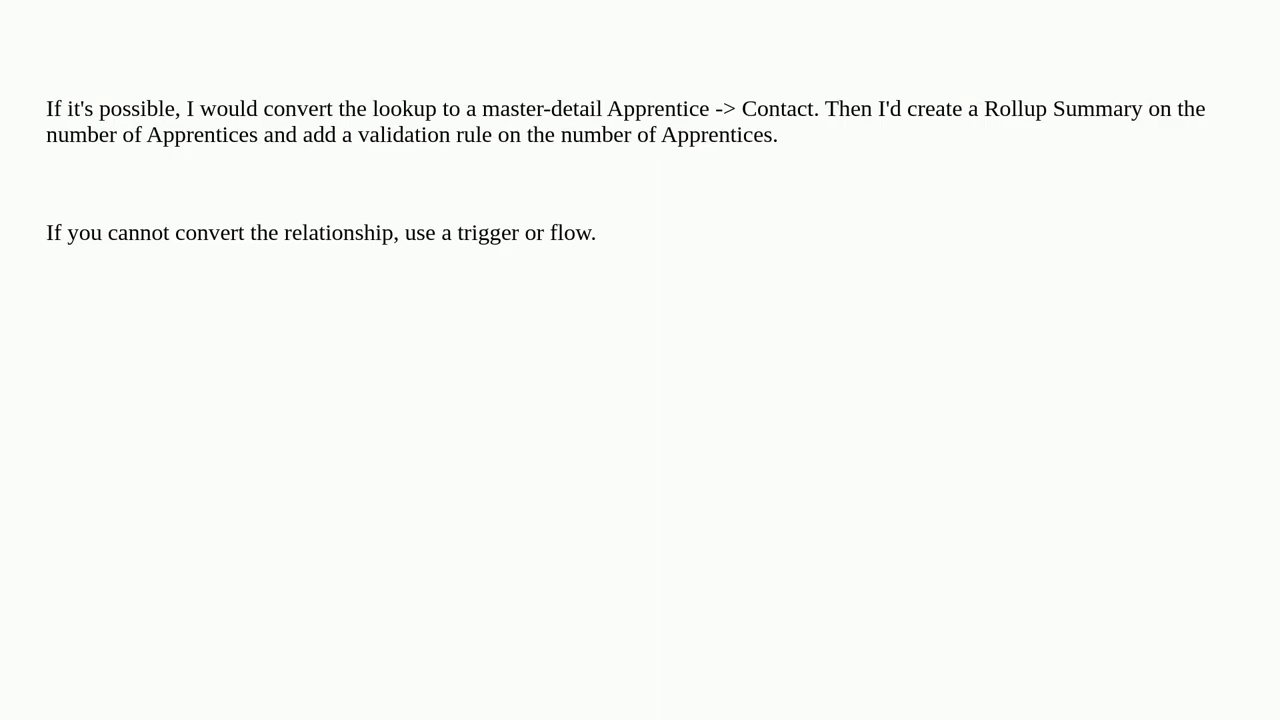 If it's possible, I would convert the lookup to a master-detail Apprentice -> Contact. Then I'd create a Rollup Summary on the
number of Apprentices and add a validation rule on the number of Apprentices.
If you cannot convert the relationship, use a trigger or flow.